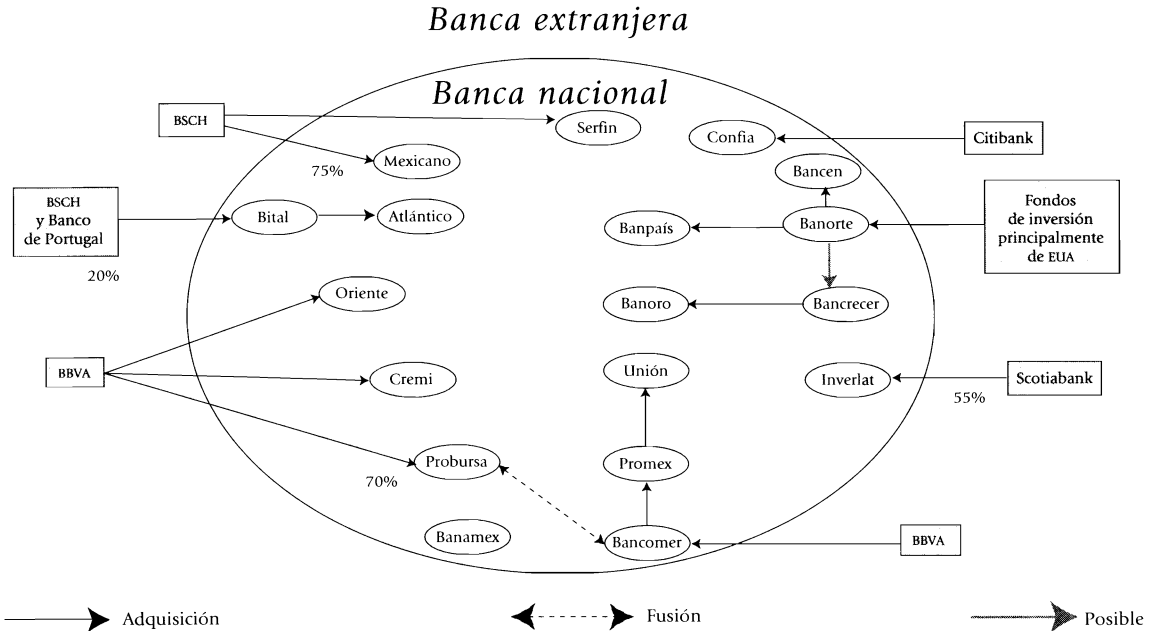 Banca extranjera
Banca nacional
BSCH
Serfin
Confia
Citibank
Mexicano
75%
Bancen
BSCH
y Banco
de Portugal
20%
Bital
Atlántico
Banpaís
Banorte
Fondos
de inversión
principalmente
de EUA
Oriente
Banoro
Bancrecer
BBVA
Cremi
Unión
Inverlat
55%
Scotiabank
Probursa
70%
Promex
Banamex
Bancomer
BBVA
Adquisición
Fusión
Posible